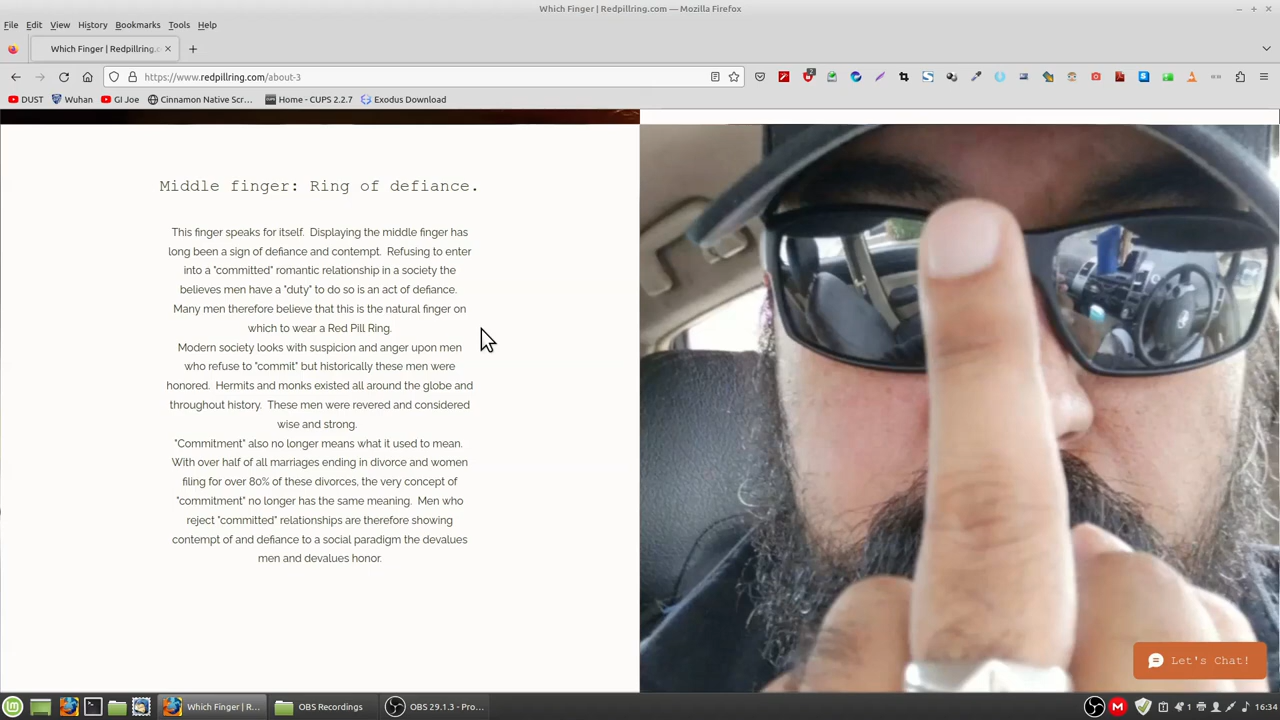 Which Finger | Redpillring.com — Mozilla Firefox
File Edit View History Bookmarks Tools Help
Which Finger | Redpillring.c
https://www.redpillring.com/about-3
DUST Wuhan GI Joe Cinnamon Native Scr… Home - CUPS 2.2.7 Exodus Download
Middle finger: Ring of defiance.
This finger speaks for itself. Displaying the middle finger has
long been a sign of defiance and contempt. Refusing to enter
into a "committed" romantic relationship in a society the
believes men have a "duty" to do so is an act of defiance.
Many men therefore believe that this is the natural finger on
which to wear a Red Pill Ring.
Modern society looks with suspicion and anger upon men
who refuse to "commit" but historically these men were
honored. Hermits and monks existed all around the globe and
throughout history. These men were revered and considered
wise and strong.
"Commitment" also no longer means what it used to mean.
With over half of all marriages ending in divorce and women
filing for over 80% of these divorces, the very concept of
"commitment" no longer has the same meaning. Men who
reject "committed" relationships are therefore showing
contempt of and defiance to a social paradigm the devalues
men and devalues honor.
Let's Chat!
Which Finger | R... OBS Recordings OBS 29.1.3 - Pro... 1 16:34